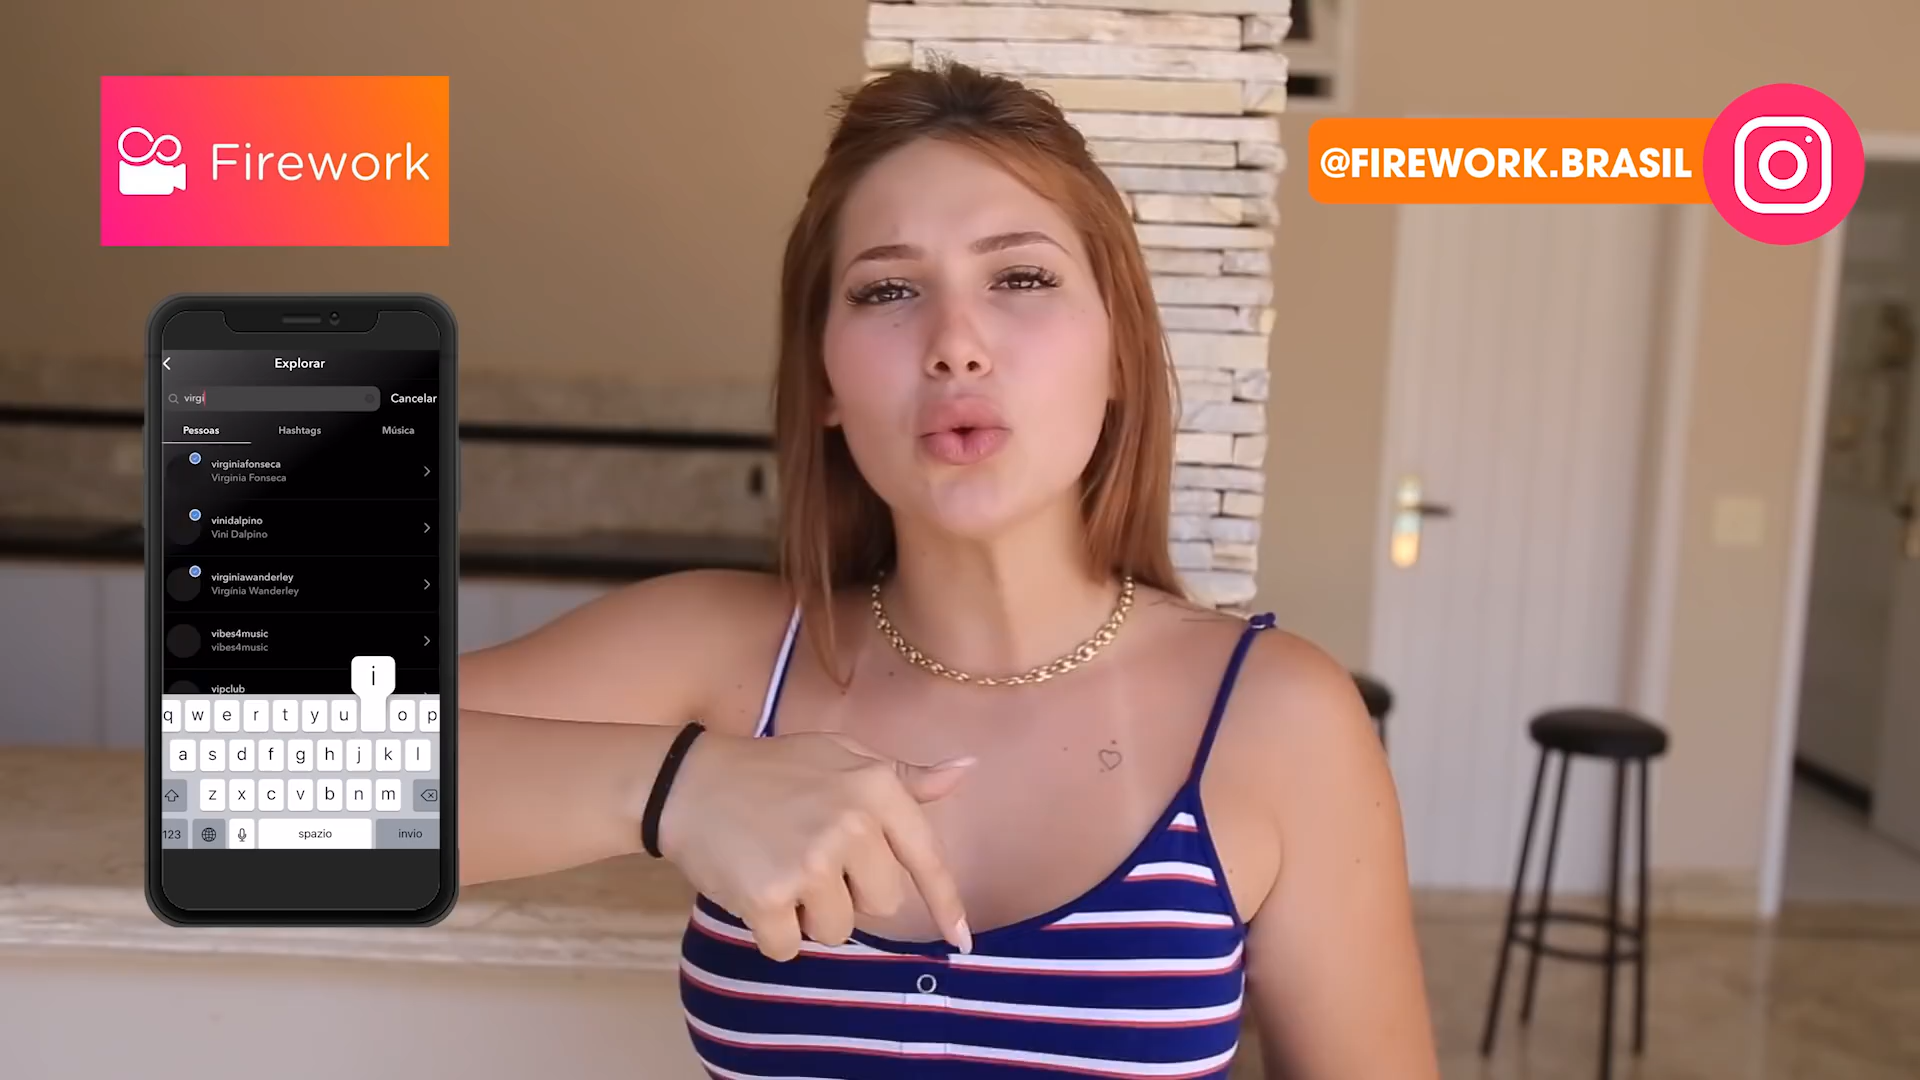 Firework
@FIREWORK.BRASIL
Explorar
virgi
Cancelar
Pessoas
Hashtags
Música
virginiafonseca
Virginia Fonseca
vinidalpino
Vini Dalpino
virginiawanderley
Virgínia Wanderley
vibes4music
vibes4music
vipclub
i
q w e r t y u o p
a s d f g h j k l
z x c v b n m
123 spazio invio